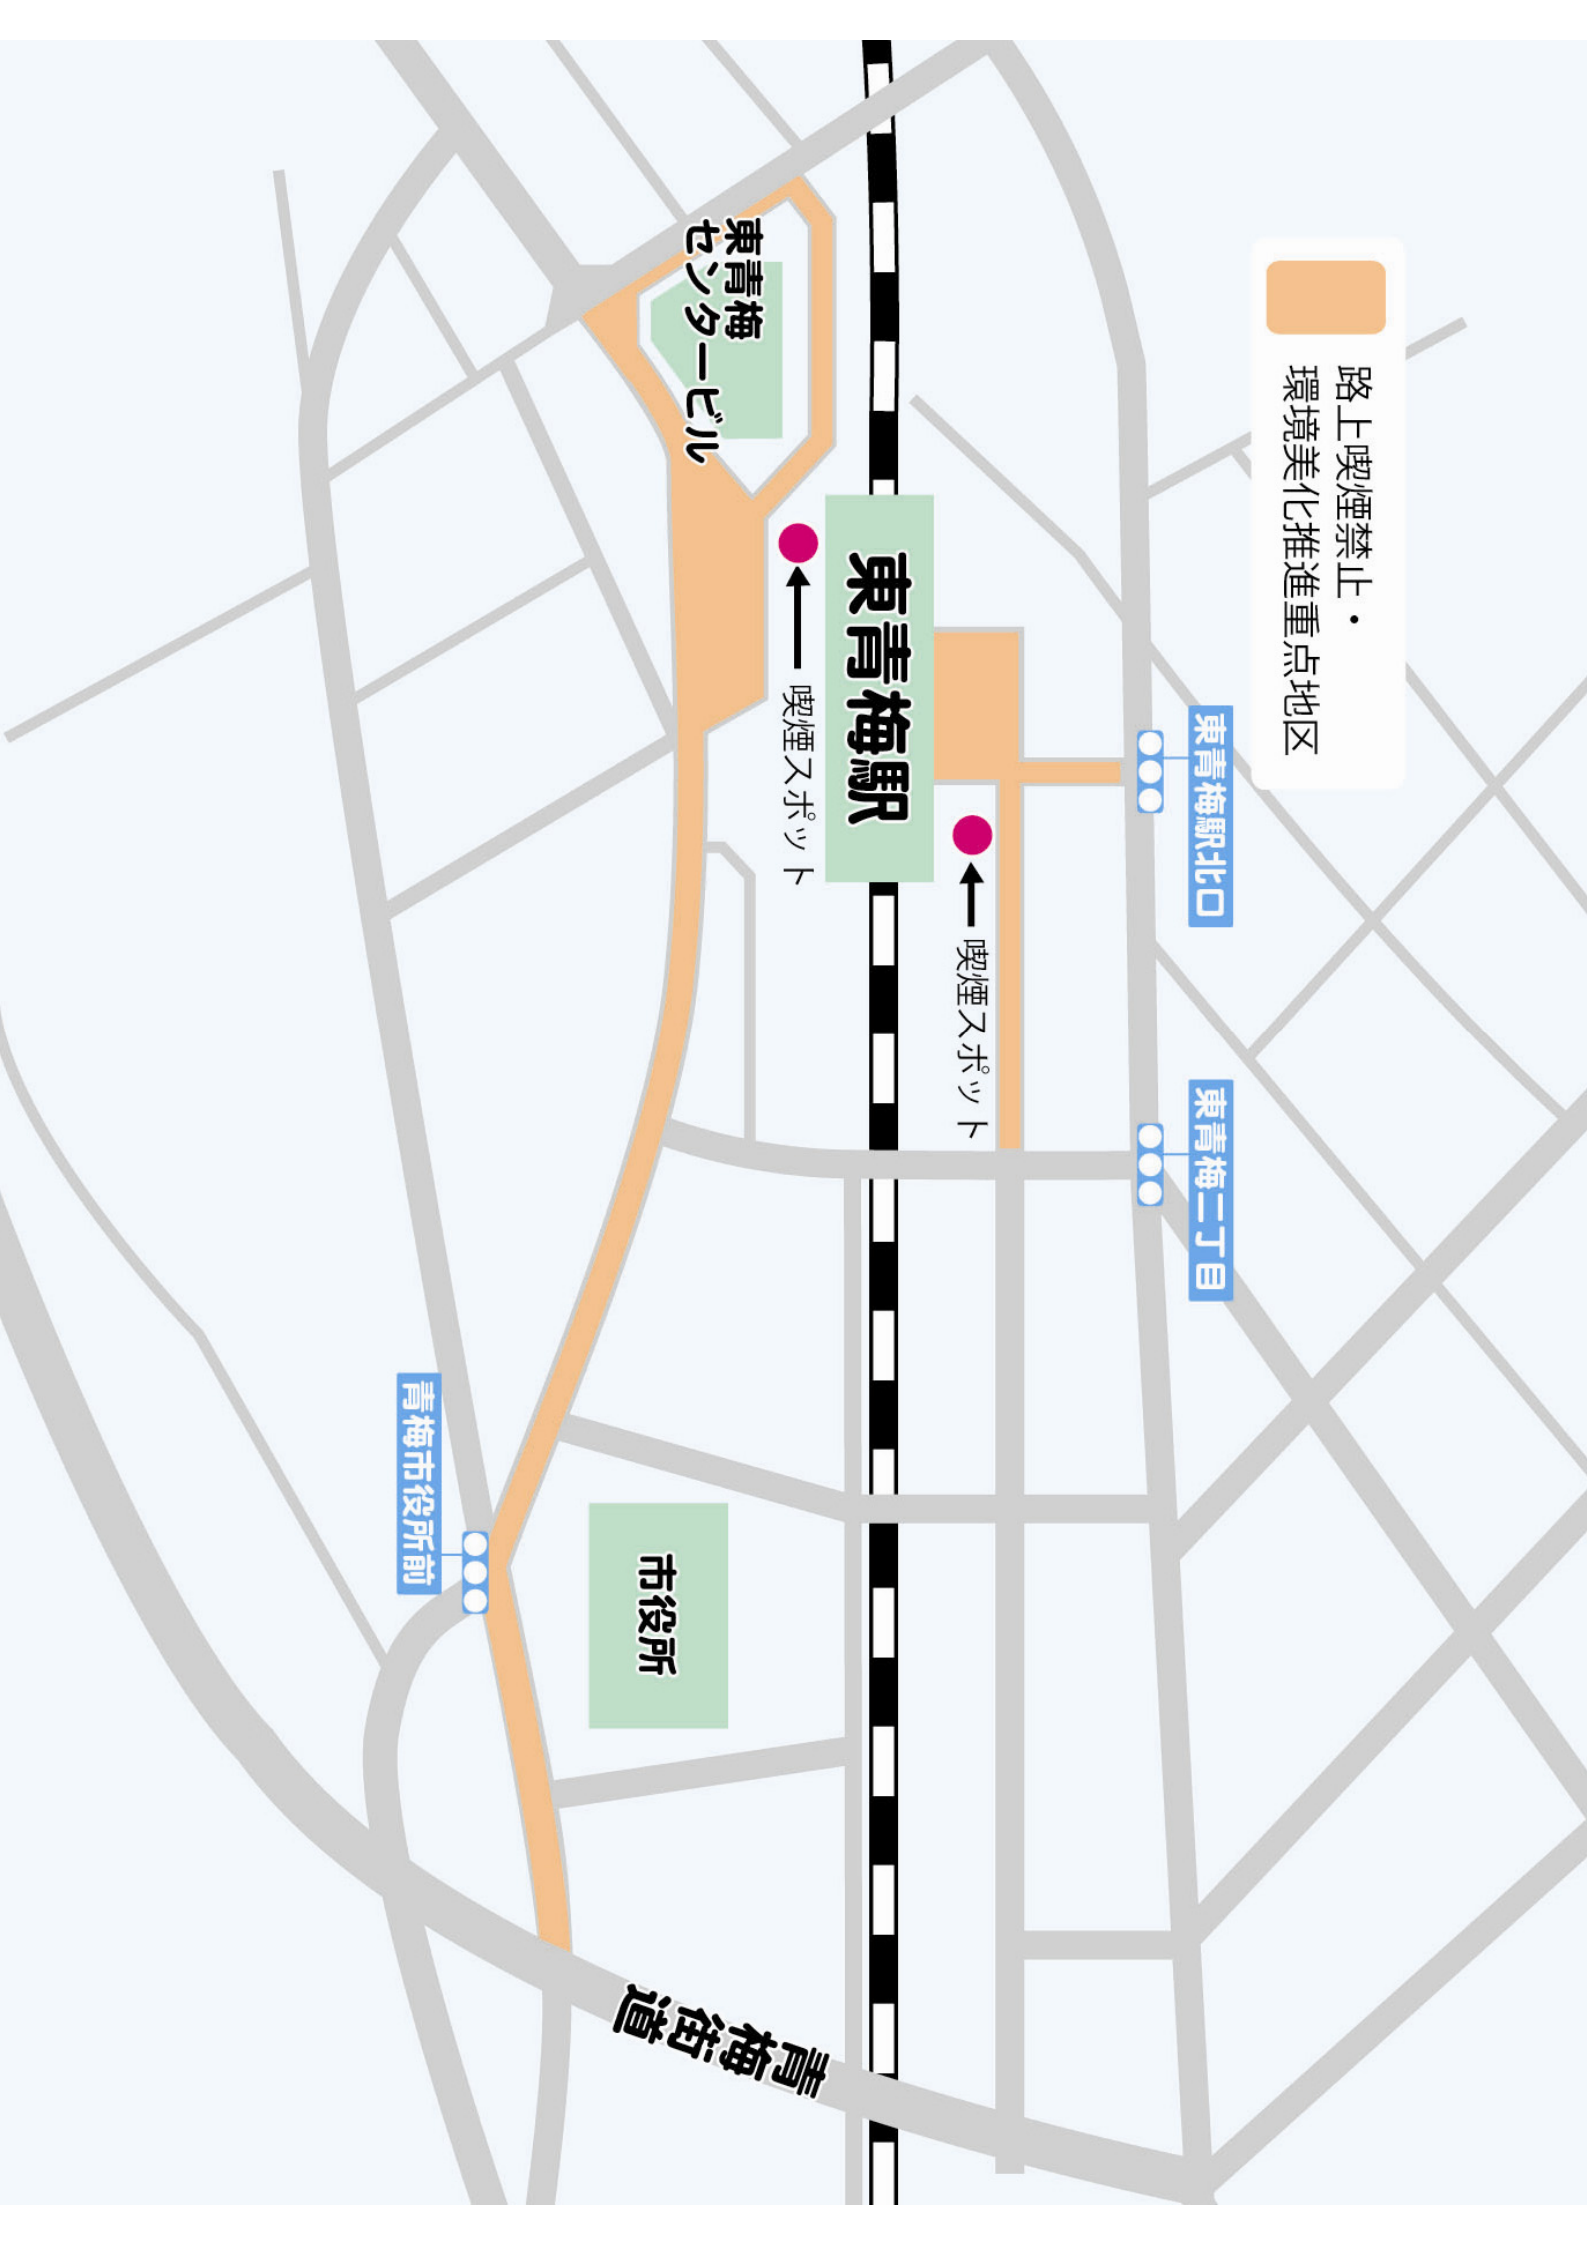 路上喫煙禁止・
環境美化推進重点地区
東青梅駅北口
東青梅二丁目
喫煙スポット
東青梅駅
喫煙スポット
東青梅
センタービル
市役所
青梅市役所前
青梅街道